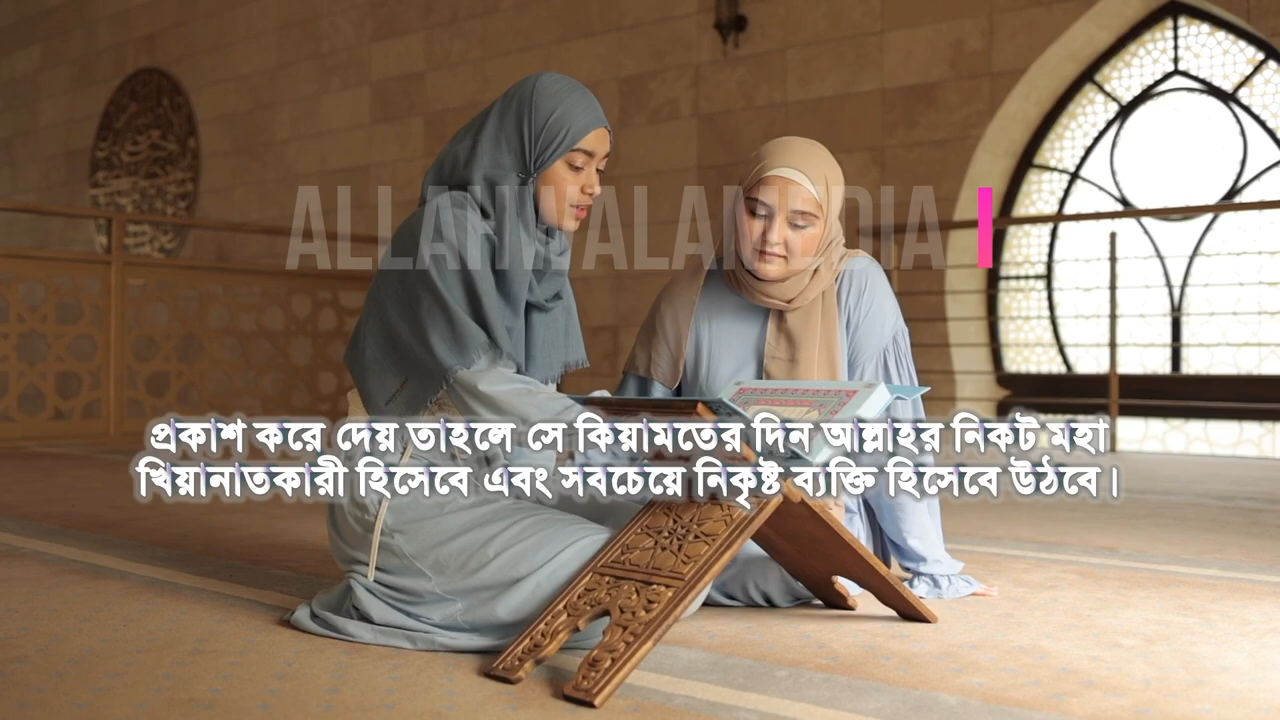 ALLAHWALAMEDIA
প্রকাশ করে দেয় তাহলে সে কিয়ামতের দিন আল্লাহর নিকট মহা
খিয়ানাতকারী হিসেবে এবং সবচেয়ে নিকৃষ্ট ব্যক্তি হিসেবে উঠবে।